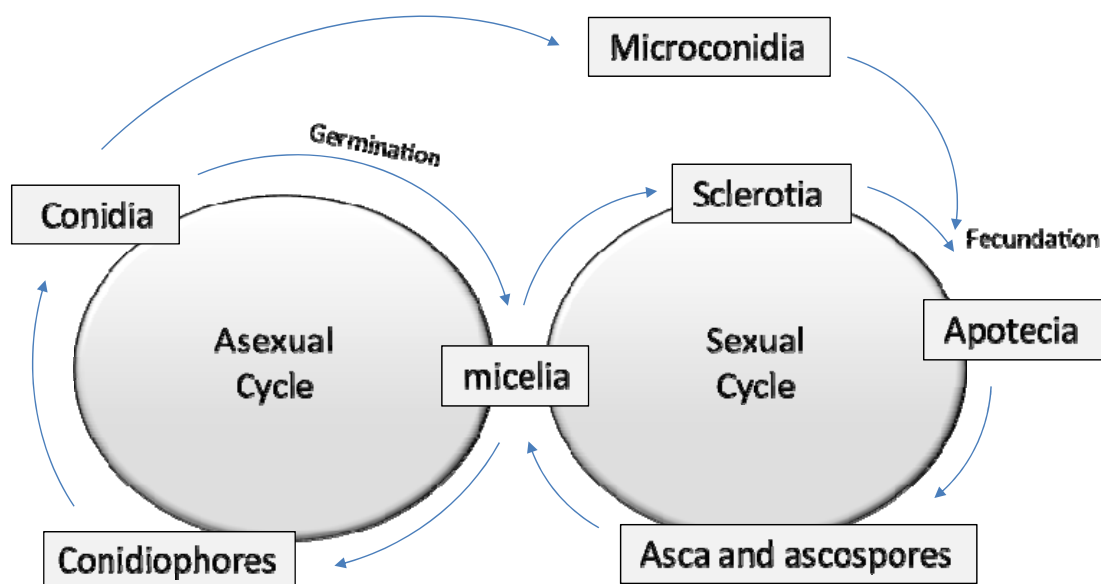 Microconidia
Germination
Conidia
Sclerotia
Fecundation
Asexual
Cycle
Sexual
Cycle
Apotecia
micelia
Conidiophores
Asca and ascospores